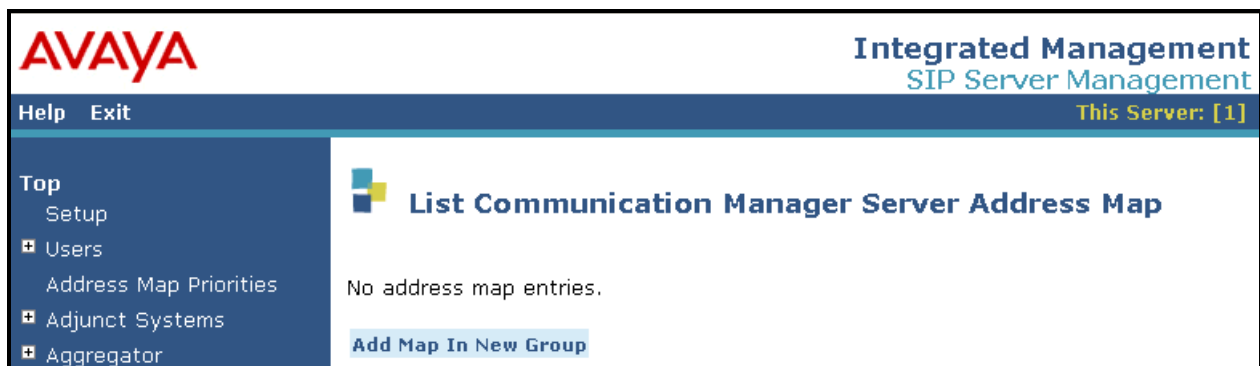 AVAYA
Integrated Management
SIP Server Management
Help Exit
This Server: [1]
Top
Setup
Users
Address Map Priorities
Adjunct Systems
Aggregator
List Communication Manager Server Address Map
No address map entries.
Add Map In New Group